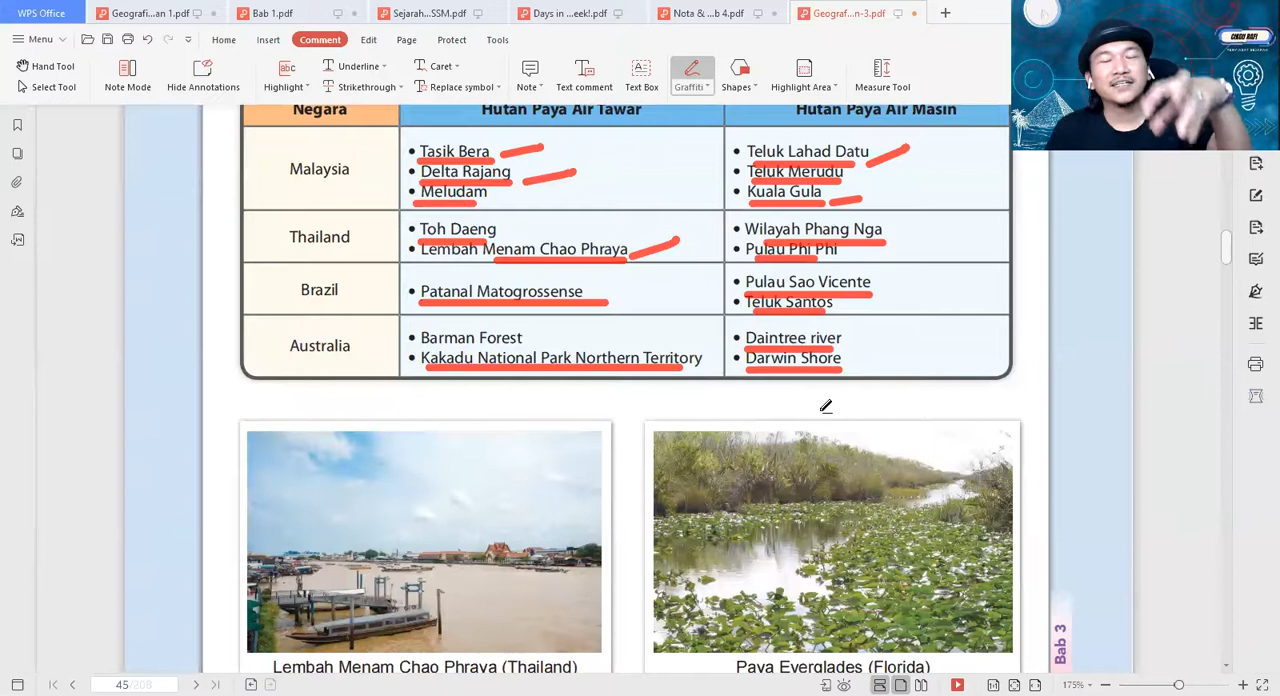 WPS Office
Geografi...an 1.pdf
Bab 1.pdf
Sejarah...SSM.pdf
Days in ...eek!.pdf
Nota & ...b 4.pdf
Geograf...n-3.pdf
Menu
Home
Insert
Comment
Edit
Page
Protect
Tools
Hand Tool
Select Tool
Note Mode
Hide Annotations
Highlight
Underline
Strikethrough
Caret
Replace symbol
Note
Text comment
Text Box
Graffiti
Shapes
Highlight Area
Measure Tool
CIKGU RAFI
Negara
Hutan Paya Air Tawar
Hutan Paya Air Masin
Malaysia
• Tasik Bera
• Delta Rajang
• Meludam
• Teluk Lahad Datu
• Teluk Merudu
• Kuala Gula
Thailand
• Toh Daeng
• Lembah Menam Chao Phraya
• Wilayah Phang Nga
• Pulau Phi Phi
Brazil
• Patanal Matogrossense
• Pulau Sao Vicente
• Teluk Santos
Australia
• Barman Forest
• Kakadu National Park Northern Territory
• Daintree river
• Darwin Shore
Lembah Manam Chao Phraya (Thailand)
Paya Everglades (Florida)
Bab 3
45/208
175%